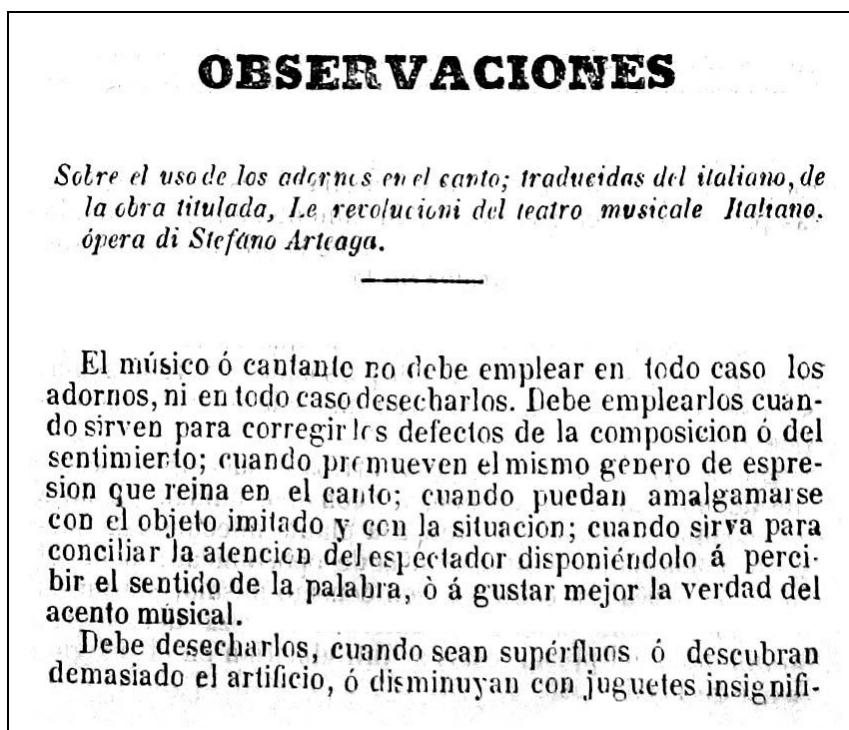 OBSERVACIONES
Sobre el uso de los adornos en el canto; traducidas del italiano, de
la obra titulada, Le revolucioni del teatro musicale Italiano.
ópera di Stefáno Arteaga.
El músico ó cantante no debe emplear en todo caso los
adornos, ni en todo caso desecharlos. Debe emplearlos cuan-
do sirven para corregir los defectos de la composicion ó del
sentimiento; cuando promueven el mismo genero de espre-
sion que reina en el canto; cuando puedan amalgamarse
con el objeto imitado y con la situacion; cuando sirva para
conciliar la atencion del espectador disponiéndolo á perci-
bir el sentido de la palabra, ò á gustar mejor la verdad del
acento músical.
Debe desecharlos, cuando sean supérfluos ó descubran
demasiado el artificio, ó disminuyan con juguetes insignifi-